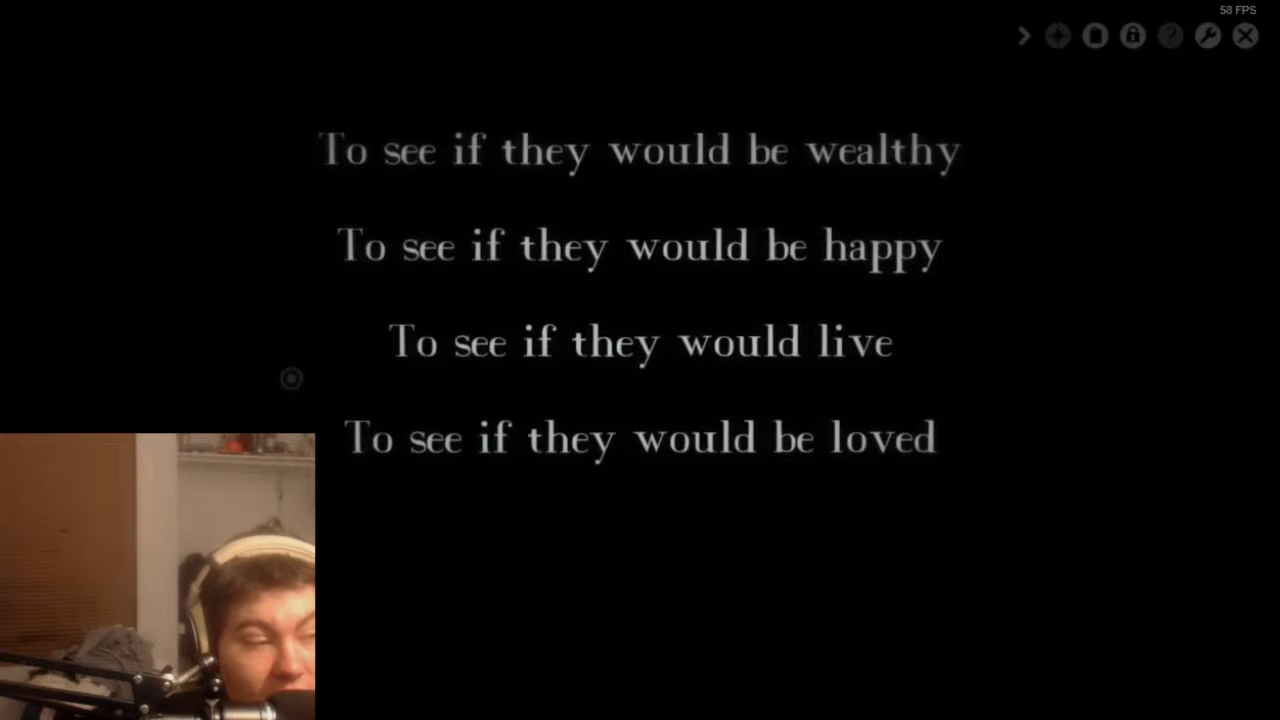 58 FPS
To see if they would be wealthy
To see if they would be happy
To see if they would live
To see if they would be loved